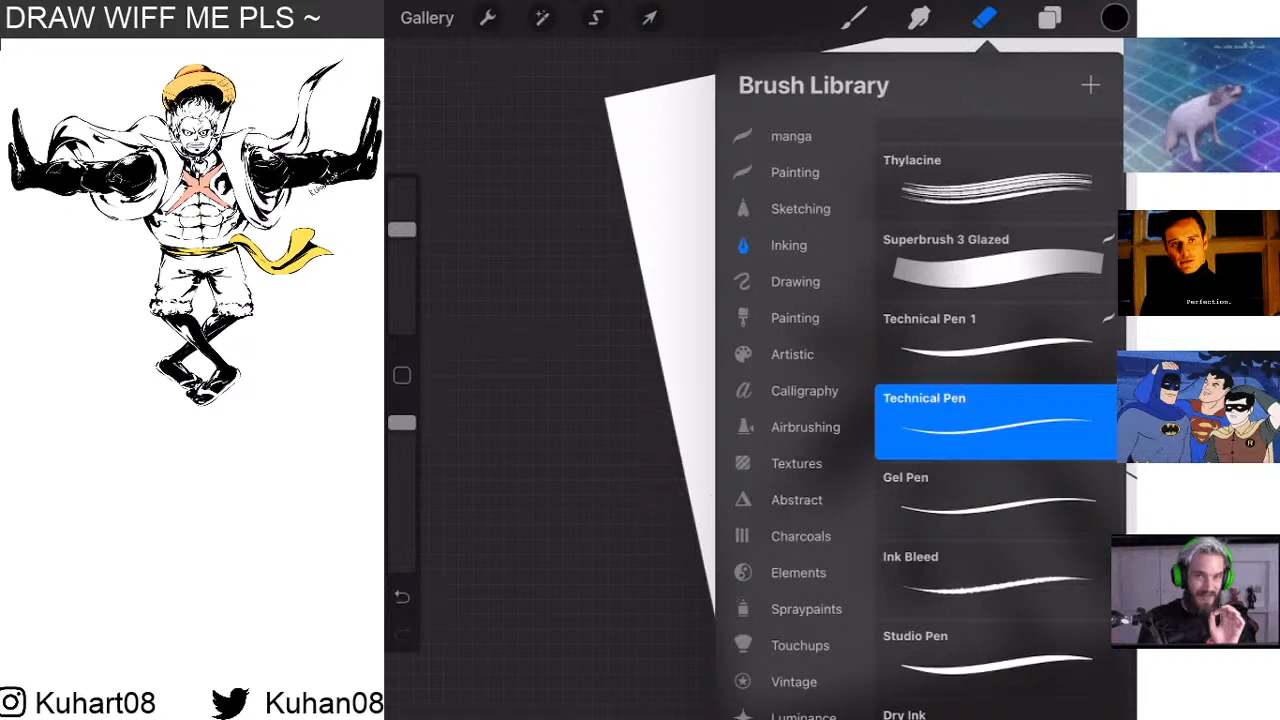 DRAW WIFF ME PLS ~
Gallery
Brush Library
manga
Painting
Sketching
Inking
Drawing
Painting
Artistic
Calligraphy
Airbrushing
Textures
Abstract
Charcoals
Elements
Spraypaints
Touchups
Vintage
Luminance
Thylacine
Superbrush 3 Glazed
Technical Pen 1
Technical Pen
Gel Pen
Ink Bleed
Studio Pen
Dry Ink
Perfection.
Kuhart08
Kuhan08